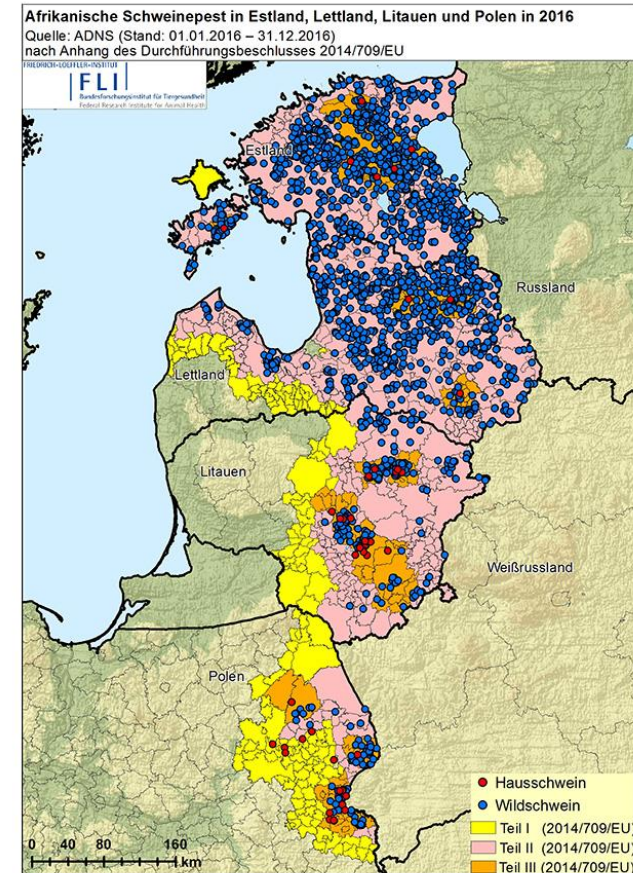 Afrikanische Schweinepest in Estland, Lettland, Litauen und Polen in 2016
Quelle: ADNS (Stand: 01.01.2016 – 31.12.2016)
nach Anhang des Durchführungsbeschlusses 2014/709/EU
FRIEDRICH-LOEFFLER-INSTITUT
FLI
Bundesforschungsinstitut für Tiergesundheit
Federal Research Institute for Animal Health
Estland
Russland
Lettland
Litauen
Weißrussland
Polen
Hausschwein
Wildschwein
Teil I (2014/709/EU)
Teil II (2014/709/EU)
Teil III (2014/709/EU)
0 40 80 160
km